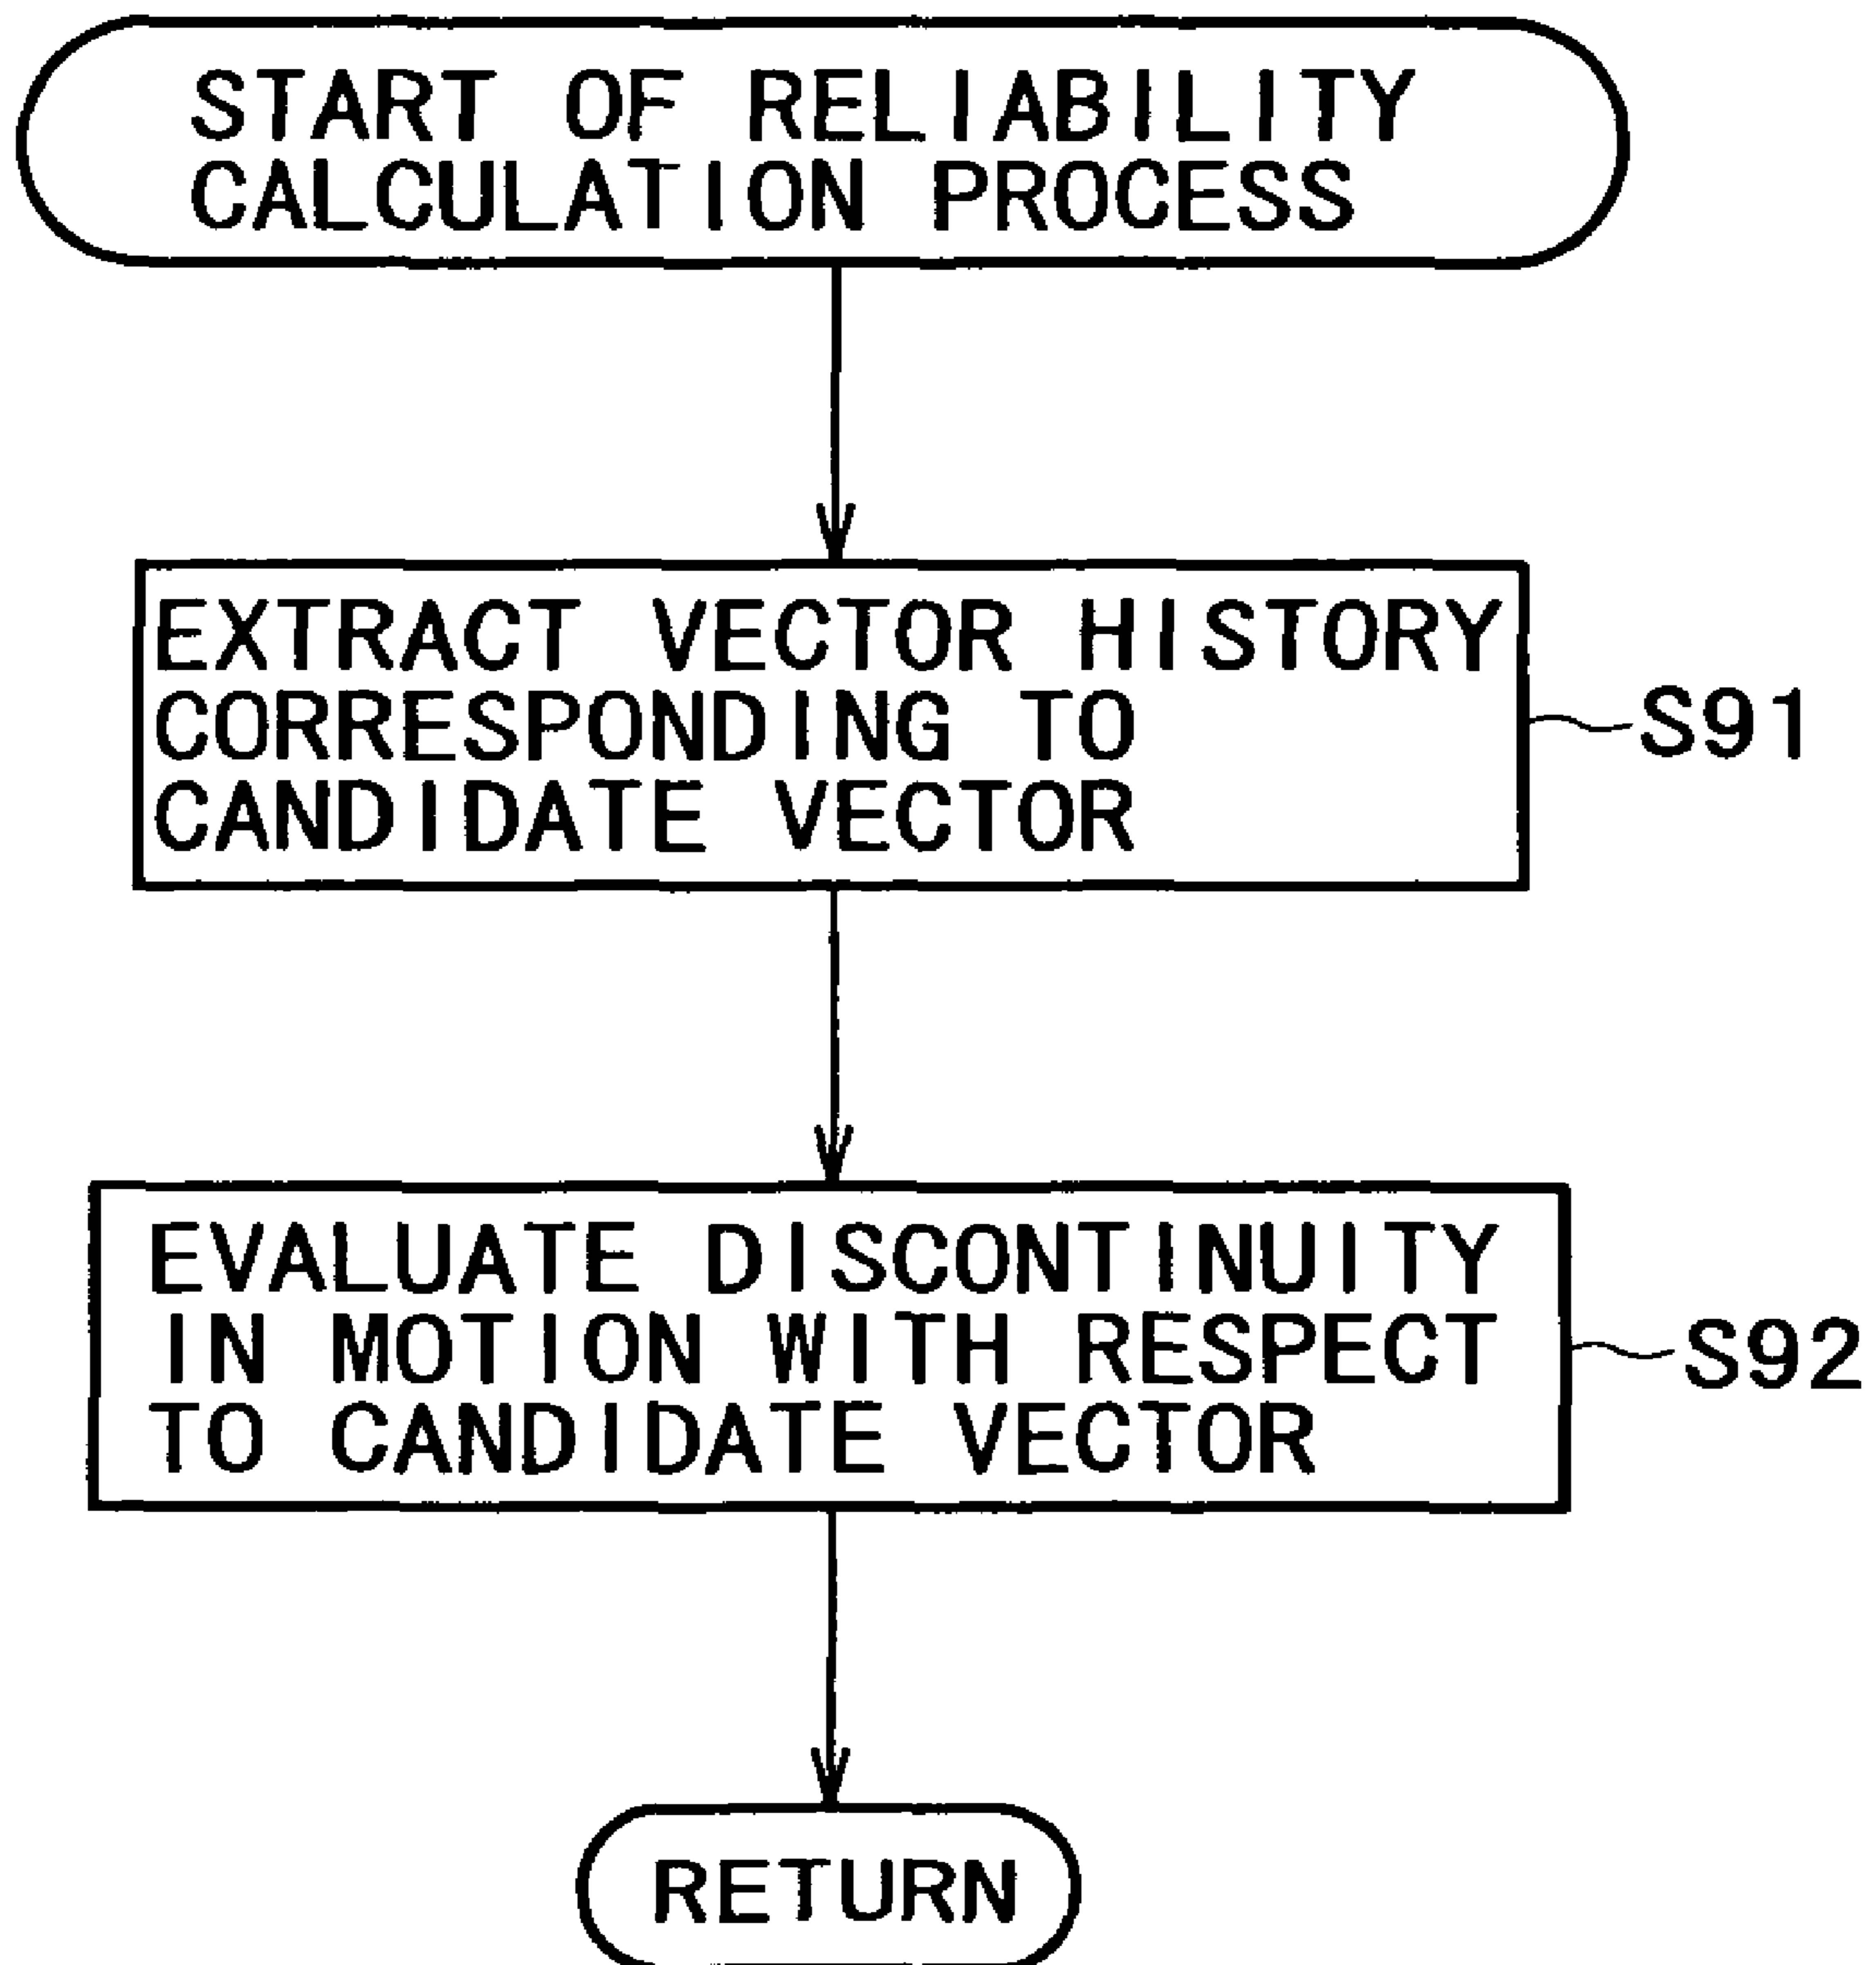 START OF RELIABILITY
CALCULATION PROCESS
EXTRACT VECTOR HISTORY
CORRESPONDING TO
CANDIDATE VECTOR
S91
EVALUATE DISCONTINUITY
IN MOTION WITH RESPECT
TO CANDIDATE VECTOR
S92
RETURN